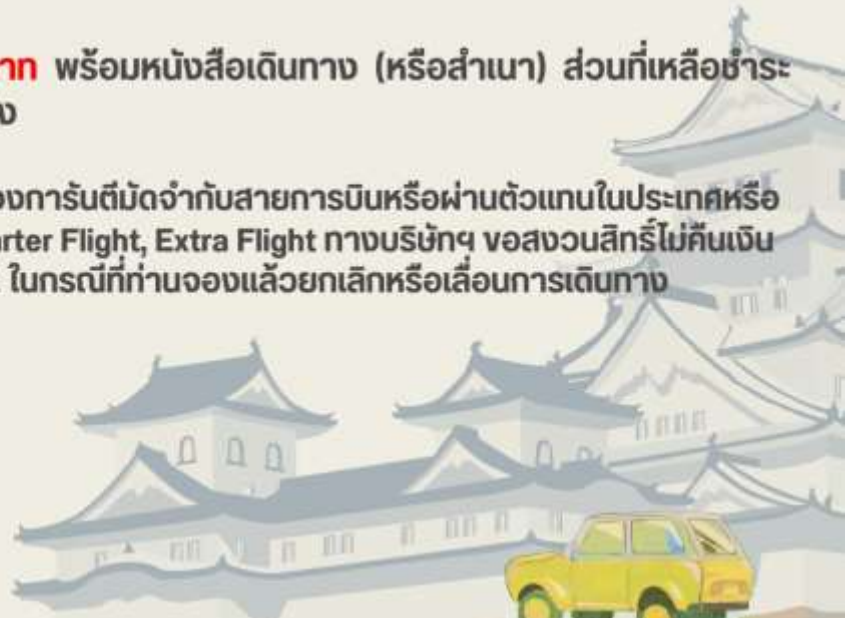 าท พร้อมหนังสือเดินทาง (หรือสำเนา) ส่วนที่เหลือชำระ
ง
องการันตีมัดจำกับสายการบินหรือผ่านตัวแทนในประเทศหรือ
arter Flight, Extra Flight ทางบริษัทฯ ขอสงวนสิทธิ์ไม่คืนเงิน
ในกรณีที่ท่านจองแล้วยกเลิกหรือเลื่อนการเดินทาง